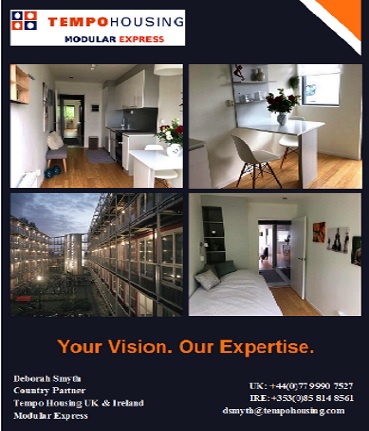 TEMPOHOUSING
MODULAR EXPRESS
Your Vision. Our Expertise.
Deborah Smyth
Country Partner
Tempo Housing UK & Ireland
Modular Express
UK: +44(0)77 9990 7527
IRE: +353(0)85 814 8561
dsmyth@tempohousing.com